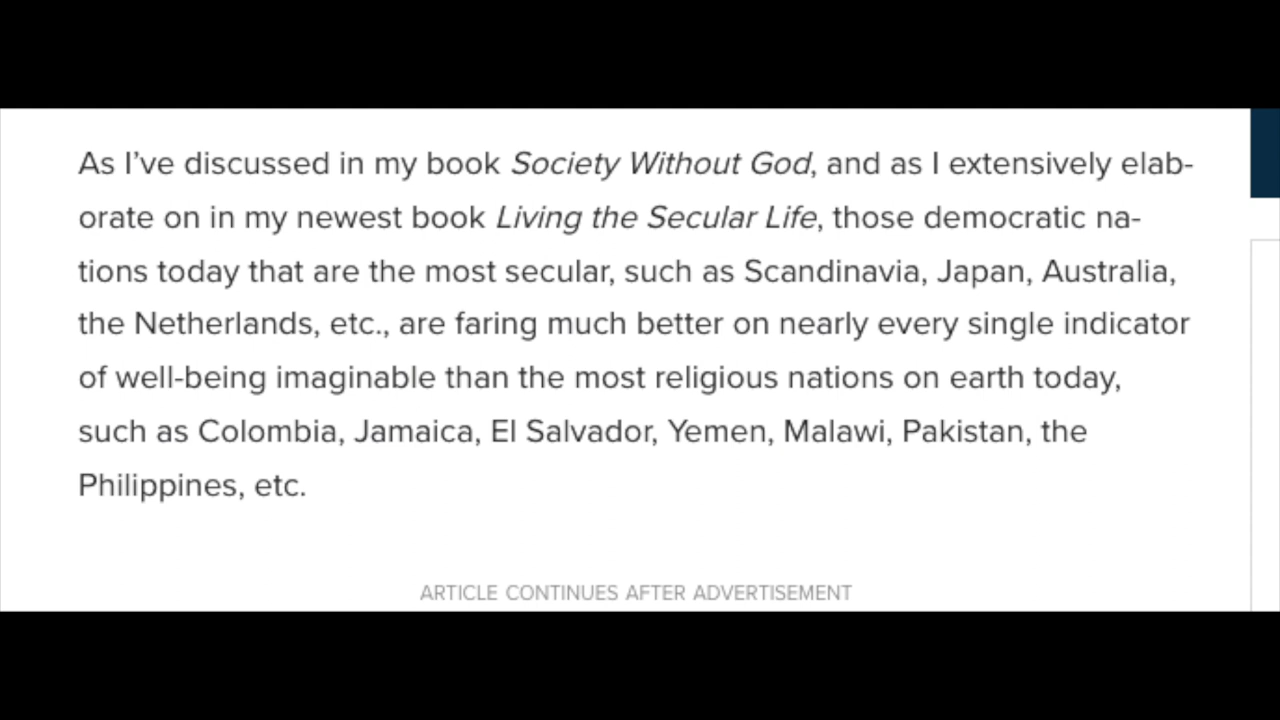 As I’ve discussed in my book Society Without God, and as I extensively elab-
orate on in my newest book Living the Secular Life, those democratic na-
tions today that are the most secular, such as Scandinavia, Japan, Australia,
the Netherlands, etc., are faring much better on nearly every single indicator
of well-being imaginable than the most religious nations on earth today,
such as Colombia, Jamaica, El Salvador, Yemen, Malawi, Pakistan, the
Philippines, etc.
ARTICLE CONTINUES AFTER ADVERTISEMENT